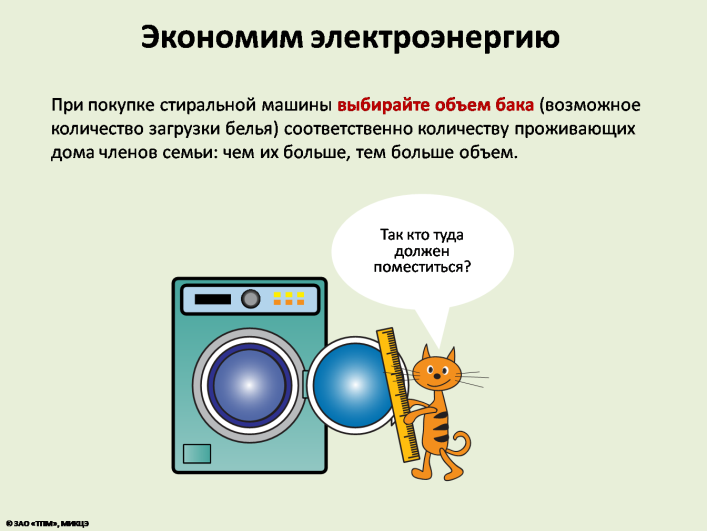 Экономим электроэнергию
При покупке стиральной машины выбирайте объем бака (возможное
количество загрузки белья) соответственно количеству проживающих
дома членов семьи: чем их больше, тем больше объем.
Так кто туда
должен
поместиться?
© ЗАО «ТПМ», МИКЦЭ